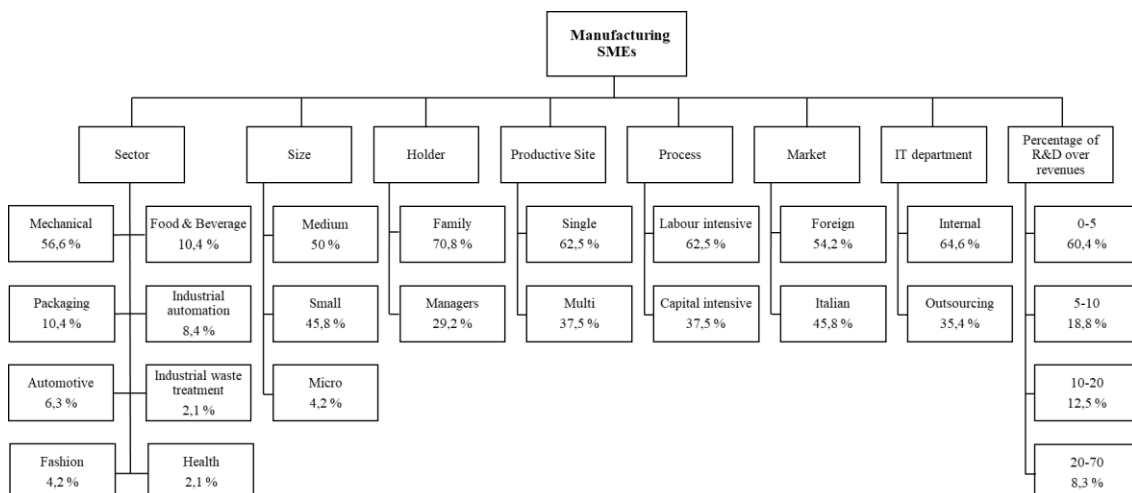 Manufacturing
SMEs
Sector
Size
Holder
Productive Site
Process
Market
IT department
Percentage of
R&D over
revenues
Mechanical
56,6 %
Food & Beverage
10,4 %
Medium
50 %
Family
70,8 %
Single
62,5 %
Labour intensive
62,5 %
Foreign
54,2 %
Internal
64,6 %
0-5
60,4 %
Packaging
10,4 %
Industrial
automation
8,4 %
Small
45,8 %
Managers
29,2 %
Multi
37,5 %
Capital intensive
37,5 %
Italian
45,8 %
Outsourcing
35,4 %
5-10
18,8 %
Automotive
6,3 %
Industrial waste
treatment
2,1 %
Micro
4,2 %
10-20
12,5 %
Fashion
4,2 %
Health
2,1 %
20-70
8,3 %